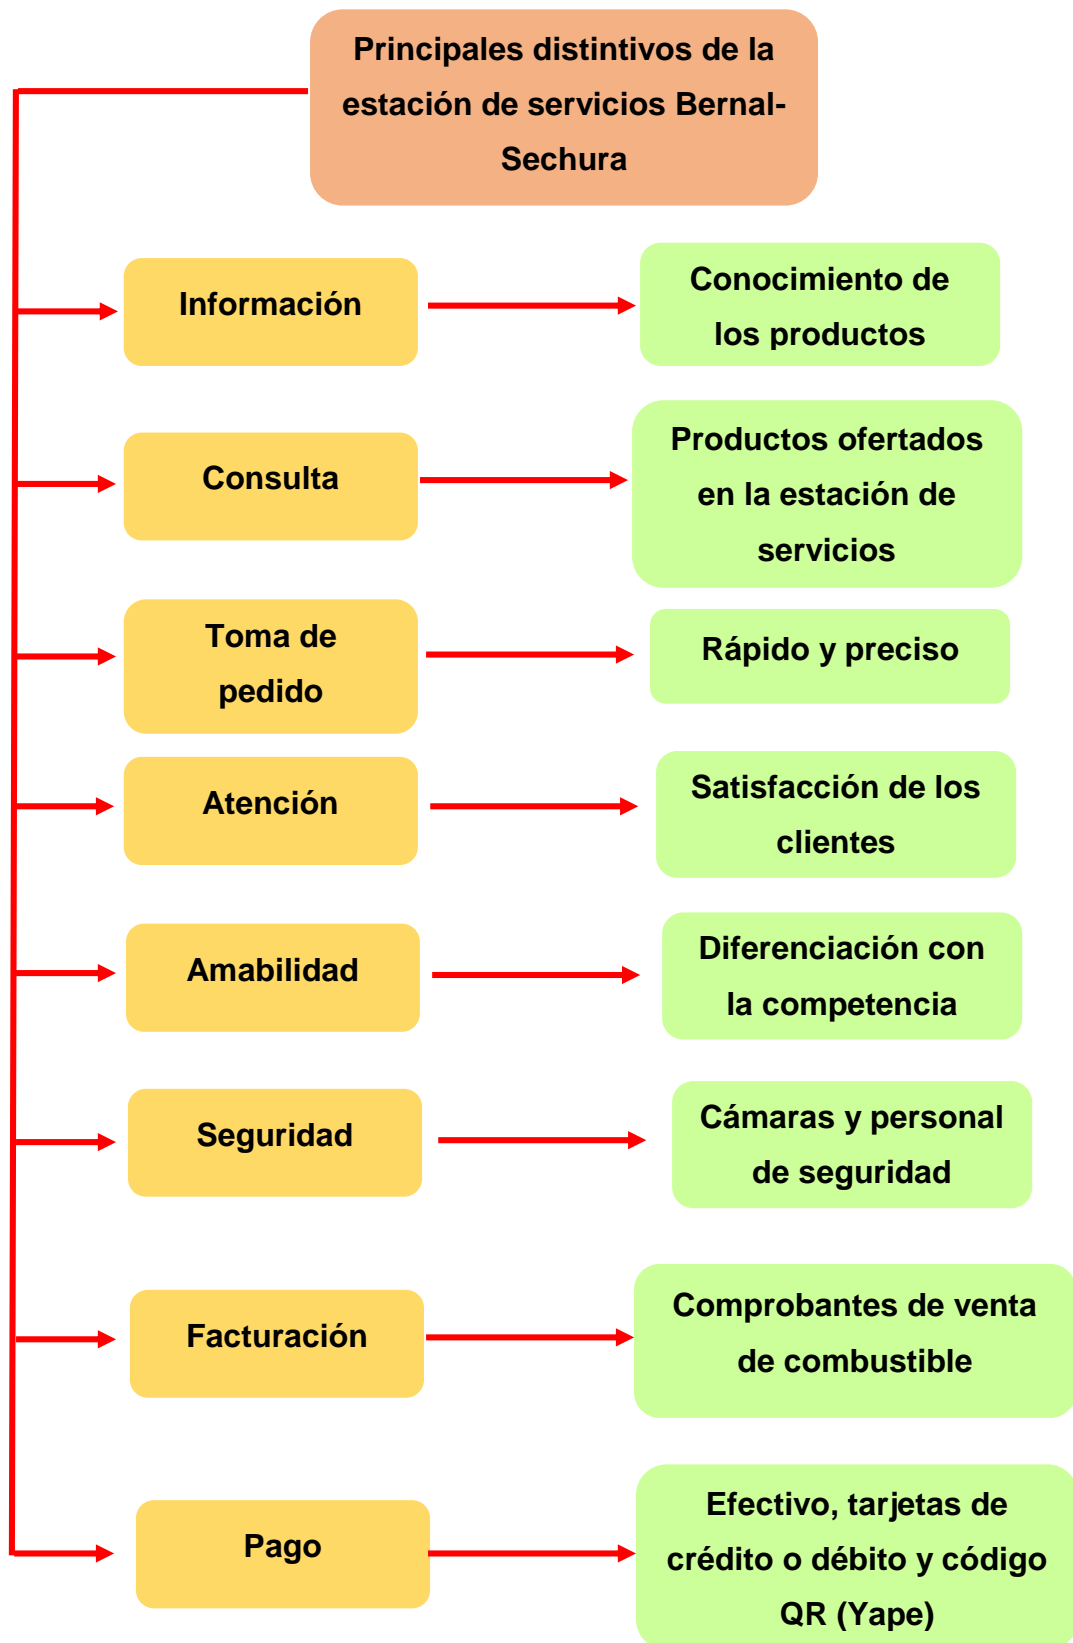 Principales distintivos de la
estación de servicios Bernal-
Sechura
Información
Conocimiento de
los productos
Consulta
Productos ofertados
en la estación de
servicios
Toma de
pedido
Rápido y preciso
Atención
Satisfacción de los
clientes
Amabilidad
Diferenciación con
la competencia
Seguridad
Cámaras y personal
de seguridad
Facturación
Comprobantes de venta
de combustible
Pago
Efectivo, tarjetas de
crédito o débito y código
QR (Yape)